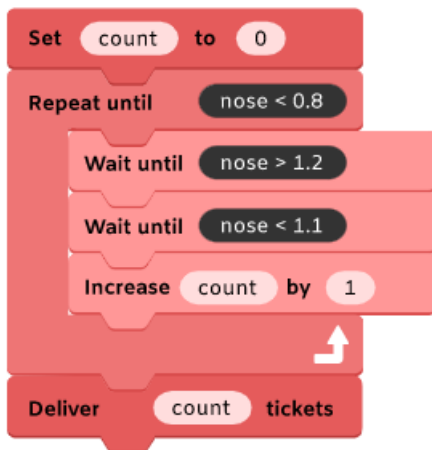 Set count to 0
Repeat until nose < 0.8
Wait until nose > 1.2
Wait until nose < 1.1
Increase count by 1
Deliver count tickets